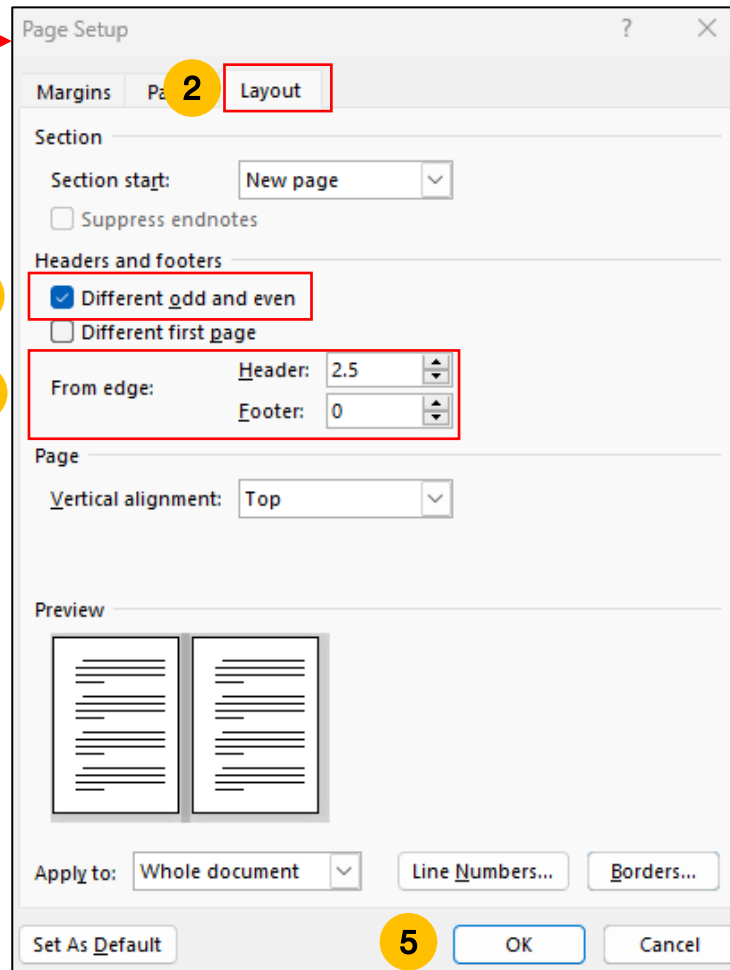 Page Setup ? ×
Margins Pa 2 Layout
Section
Section start: New page
Suppress endnotes
Headers and footers
Different odd and even
Different first page
From edge:
Header: 2.5
Footer: 0
Page
Vertical alignment: Top
Preview
Apply to: Whole document Line Numbers... Borders...
Set As Default 5 OK Cancel